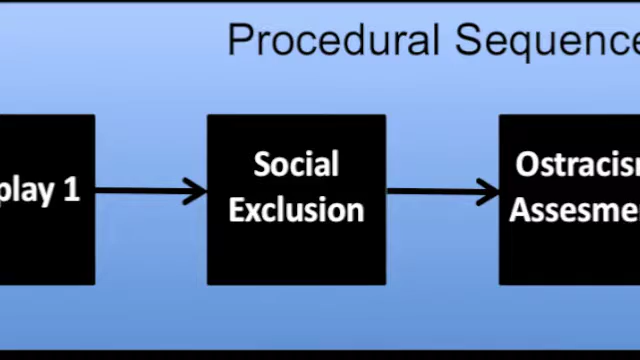 Procedural Sequence
play 1
Social
Exclusion
Ostracism
Assesme